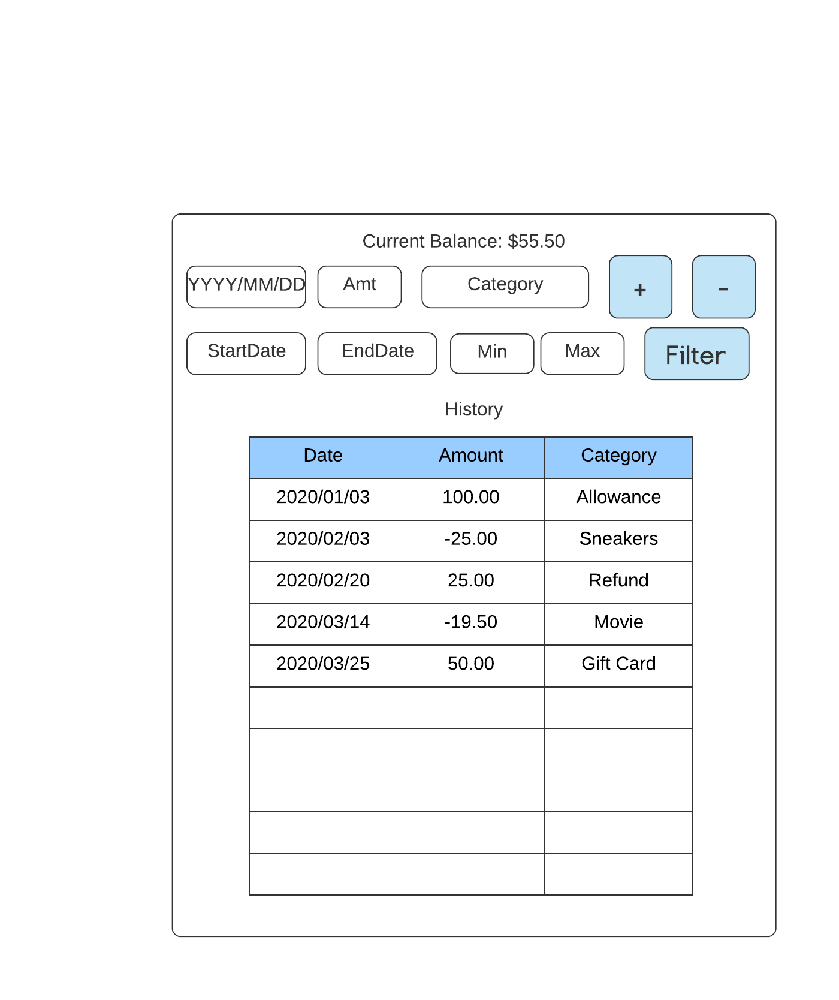 Current Balance: $55.50
YYYY/MM/DD Amt Category + -
StartDate EndDate Min Max Filter
History
Date Amount Category
2020/01/03 100.00 Allowance
2020/02/03 -25.00 Sneakers
2020/02/20 25.00 Refund
2020/03/14 -19.50 Movie
2020/03/25 50.00 Gift Card